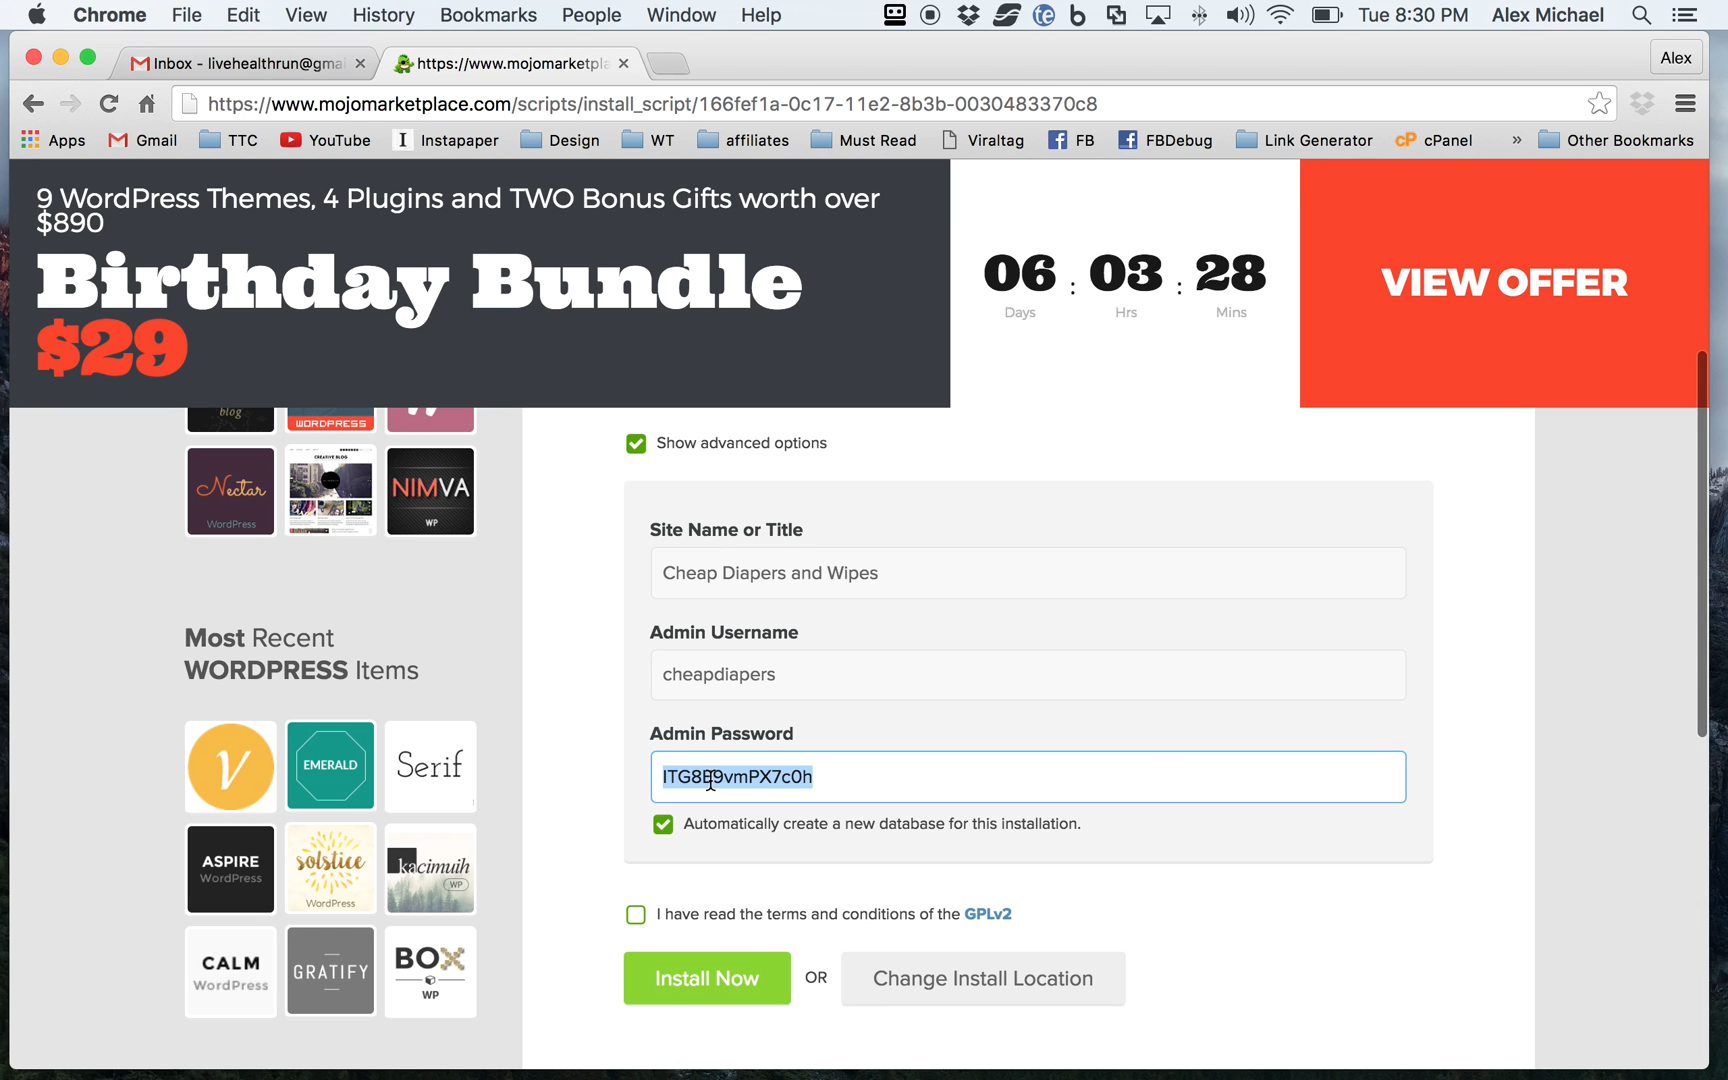 Chrome File Edit View History Bookmarks People Window Help Tue 8:30 PM Alex Michael
Inbox - livehealthrun@gmai https://www.mojomarketpla Alex
https://www.mojomarketplace.com/scripts/install_script/166fef1a-0c17-11e2-8b3b-0030483370c8
Apps Gmail TTC YouTube Instapaper Design WT affiliates Must Read Viraltag FB FBDebug Link Generator cPanel » Other Bookmarks
9 WordPress Themes, 4 Plugins and TWO Bonus Gifts worth over
$890
Birthday Bundle
$29
06 : 03 : 28
Days Hrs Mins
VIEW OFFER
blog WORDPRESS
Show advanced options
Nectar
WordPress
CREATIVE BLOG
NIMVA
WP
Site Name or Title
Cheap Diapers and Wipes
Admin Username
cheapdiapers
Admin Password
Automatically create a new database for this installation.
Most Recent
WORDPRESS Items
V
EMERALD
Serif
ASPIRE
WordPress
solstice
WordPress
kacimuih
WP
CALM
WordPress
GRATIFY
BOX
WP
I have read the terms and conditions of the GPLv2
Install Now OR Change Install Location